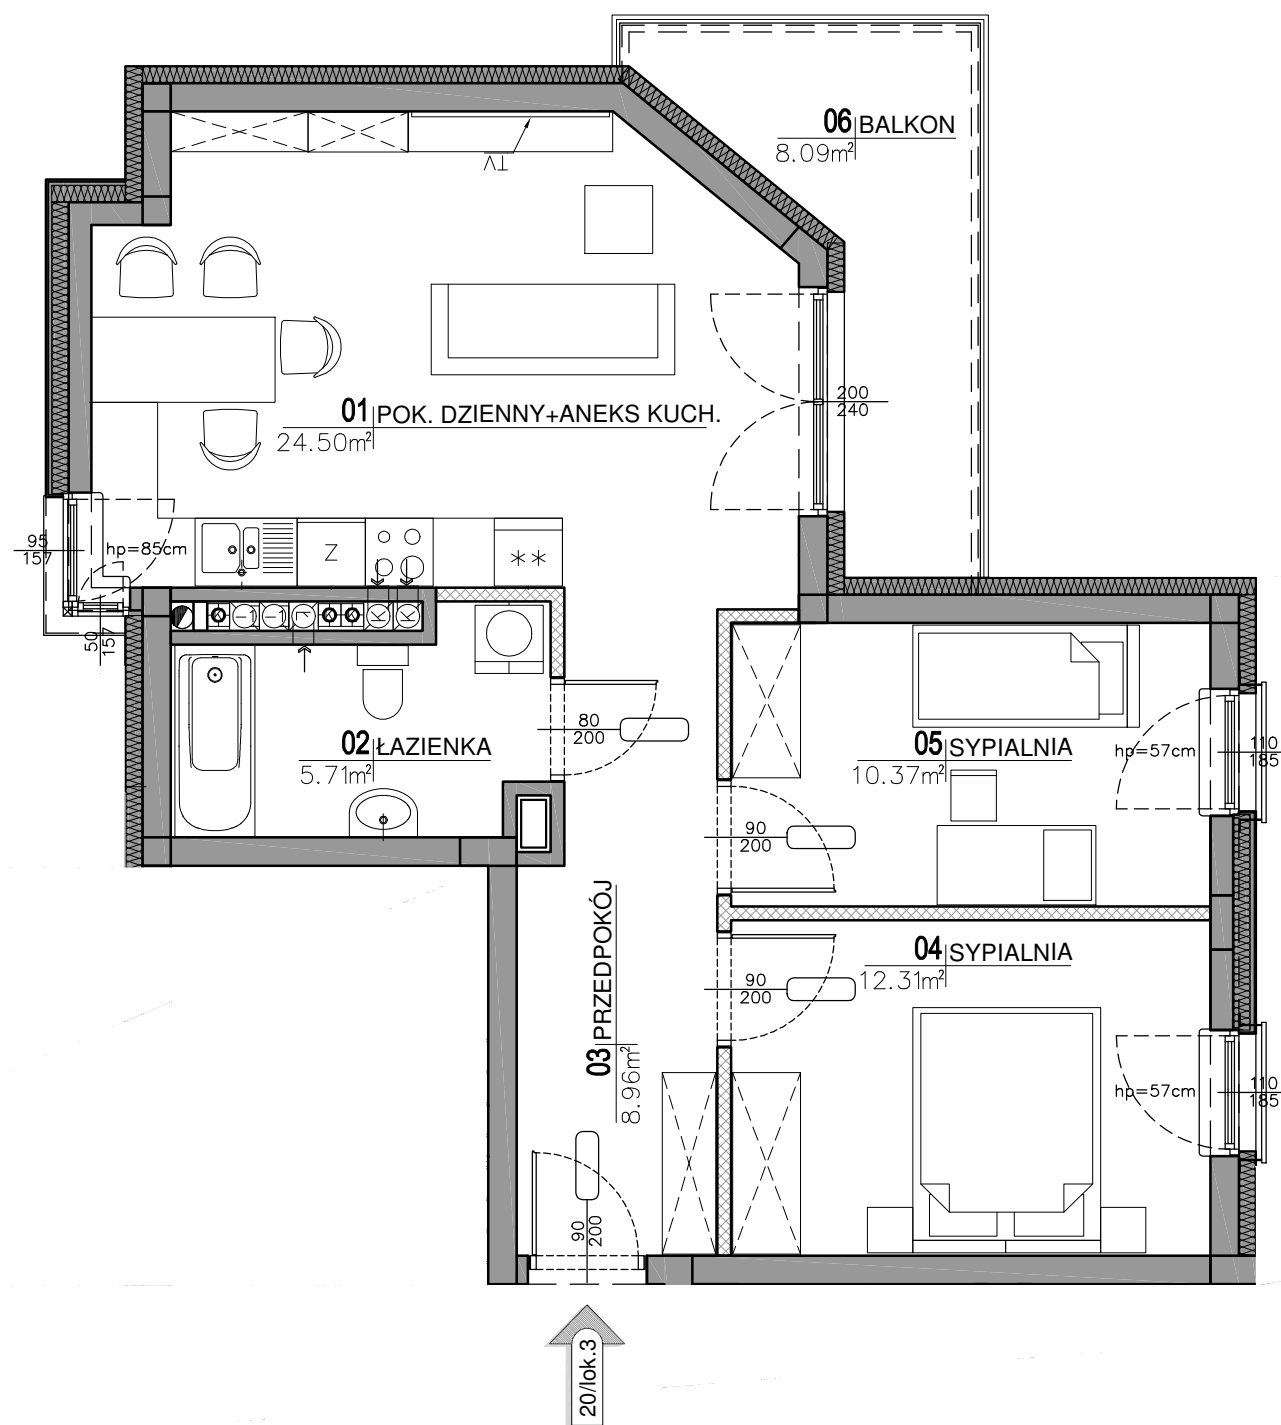 06 BALKON
8.09m²
TV
01 POK. DZIENNY+ANEKS KUCH.
24.50m²
200
240
95
157
hp=85cm
Z
**
50
157
80
200
02 ŁAZIENKA
5.71m²
05 SYPIALNIA
10.37m²
hp=57cm
110
185
90
200
03 PRZEDPOKÓJ
8.96m²
04 SYPIALNIA
12.31m²
90
200
hp=57cm
110
185
90
200
20/lok.3